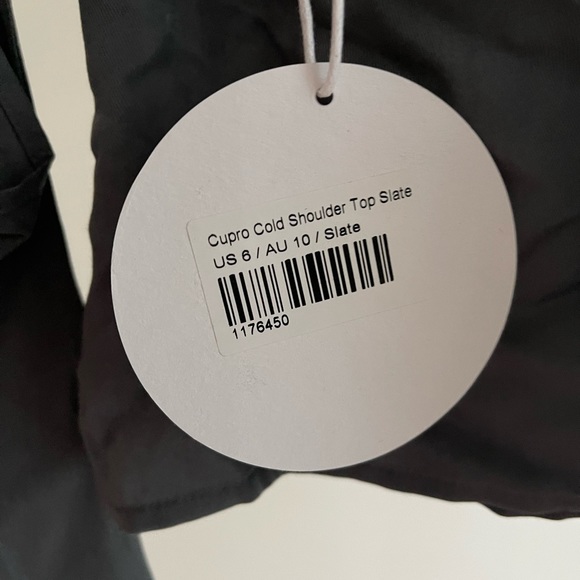 Cupro Cold Shoulder Top Slate
US 6 / AU 10 / Slate
1176450